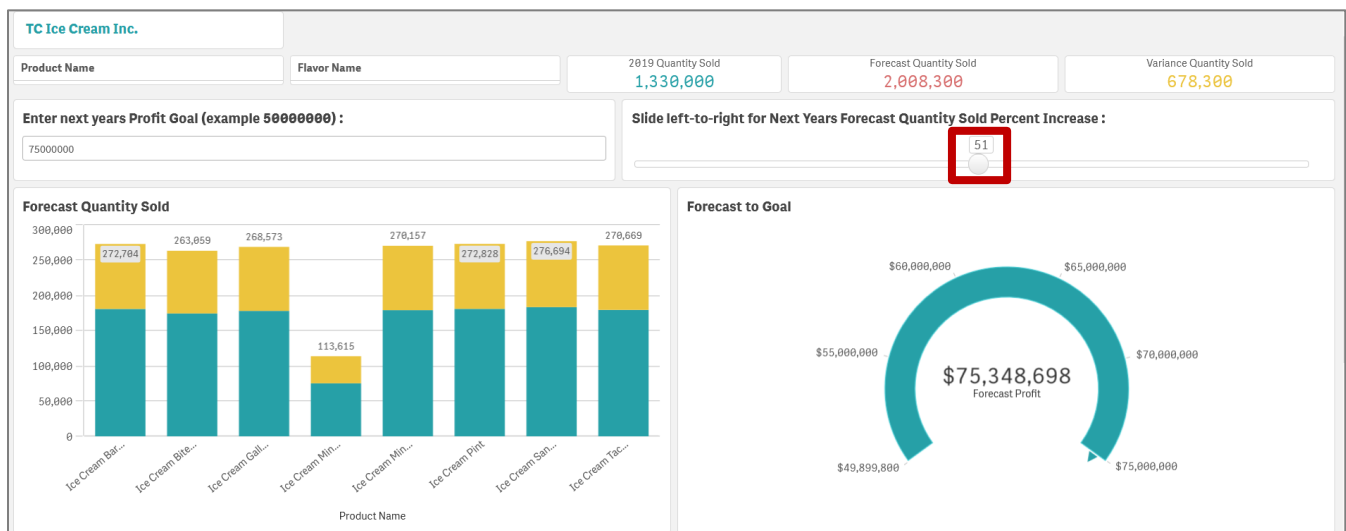 TC Ice Cream Inc.
Product Name
Flavor Name
2019 Quantity Sold
1,330,000
Forecast Quantity Sold
2,008,300
Variance Quantity Sold
678,300
Enter next years Profit Goal (example 50000000) :
75000000
Slide left-to-right for Next Years Forecast Quantity Sold Percent Increase :
51
Forecast Quantity Sold
300,000
250,000
200,000
150,000
100,000
50,000
0
272,704
263,059
268,573
113,615
270,157
272,828
276,694
270,669
Ice Cream Bar...
Ice Cream Bite...
Ice Cream Gall...
Ice Cream Min...
Ice Cream Min...
Ice Cream Pint
Ice Cream San...
Ice Cream Tac...
Product Name
Forecast to Goal
$60,000,000
$65,000,000
$55,000,000
$70,000,000
$75,348,698
Forecast Profit
$49,899,800
$75,000,000